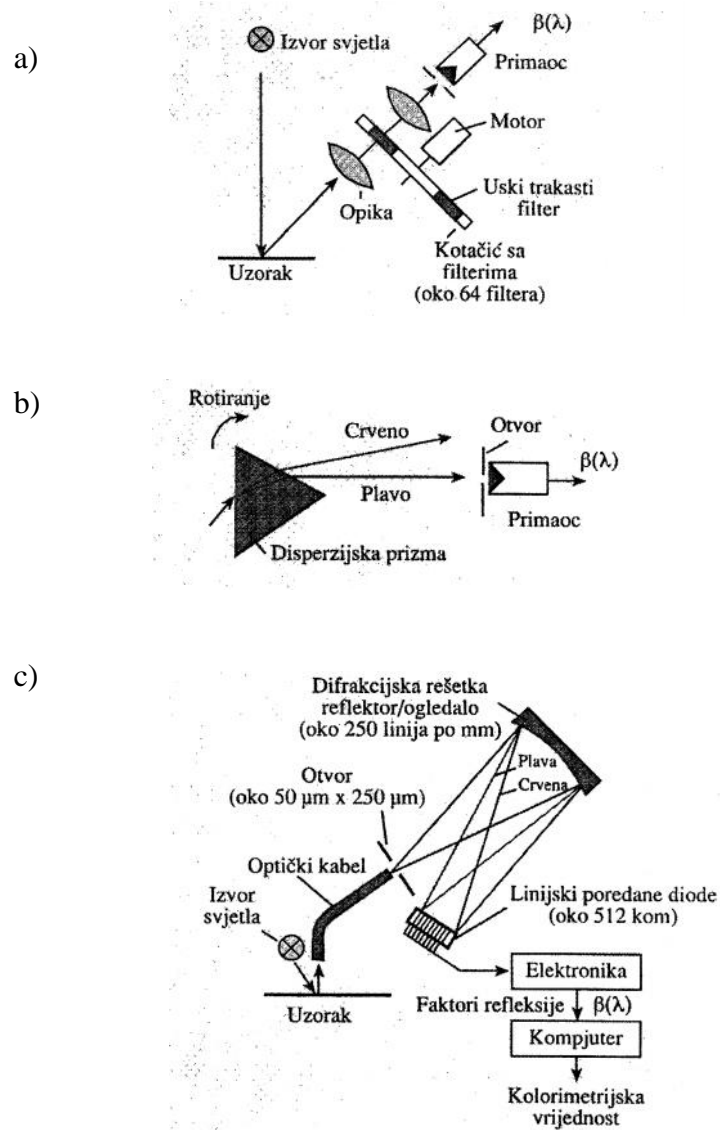 a)
Izvor svjetla
β(λ)
Primaoc
Motor
Uski trakasti
filter
Opika
Uzorak
Kotačić sa
filterima
(oko 64 filtera)
b)
Rotiranje
Crveno
Otvor
β(λ)
Plavo
Primaoc
Disperzijska prizma
c)
Difrakcijska rešetka
reflektor/ogledalo
(oko 250 linija po mm)
Plava
Crvena
Otvor
(oko 50 µm x 250 µm)
Optički kabel
Izvor
svjetla
Linijski poredane diode
(oko 512 kom)
Uzorak
Elektronika
Faktori refleksije
β(λ)
Kompjuter
Kolorimetrijska
vrijednost